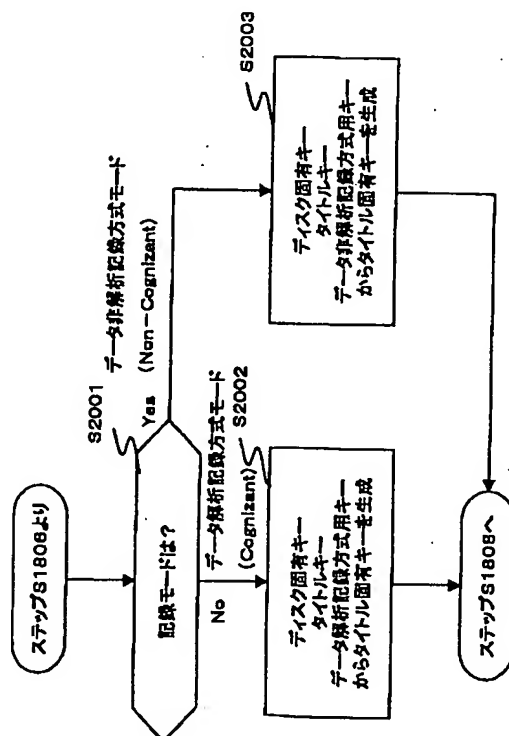 ステップS1806より
S2001
記録モードは?
Yes
データ非解析記録方式モード
(Non-Cognizant)
No
データ解析記録方式モード
(Cognizant)
S2002
ディスク固有キー
タイトルキー
データ解析記録方式用キー
からタイトル固有キーを生成
S2003
ディスク固有キー
タイトルキー
データ非解析記録方式用キー
からタイトル固有キーを生成
ステップS1808へ